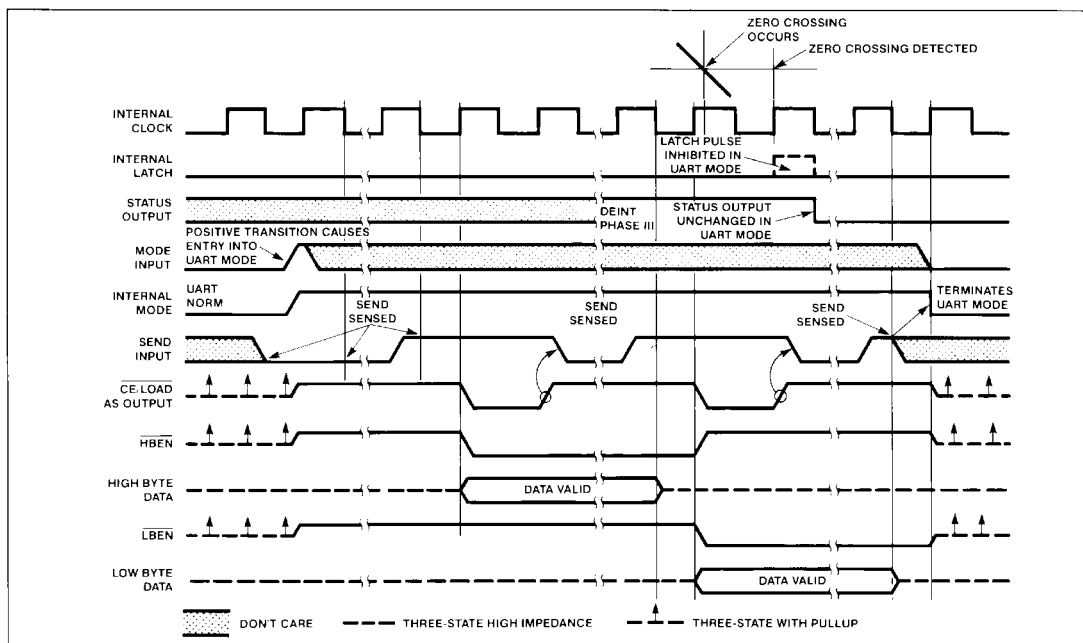 ZERO CROSSING
OCCURS
ZERO CROSSING DETECTED
INTERNAL
CLOCK
INTERNAL
LATCH
LATCH PULSE
INHIBITED IN
UART MODE
STATUS
OUTPUT
DEINT
PHASE III
STATUS OUTPUT
UNCHANGED IN
UART MODE
POSITIVE TRANSITION CAUSES
ENTRY INTO
UART MODE
MODE
INPUT
INTERNAL
MODE
UART
NORM
SEND
SENSED
SEND
SENSED
SEND
SENSED
TERMINATES
UART MODE
SEND
INPUT
CE/LOAD
AS OUTPUT
HBEN
HIGH BYTE
DATA
DATA VALID
LBEN
LOW BYTE
DATA
DATA VALID
DON'T CARE
THREE-STATE HIGH IMPEDANCE
THREE-STATE WITH PULLUP